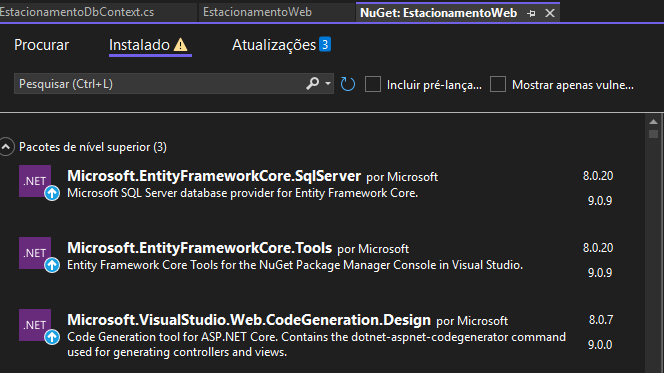 EstacionamentoDbContext.cs EstacionamentoWeb NuGet: EstacionamentoWeb
Procurar Instalado Atualizações 3
Pesquisar (Ctrl+L) Incluir pré-lança... Mostrar apenas vulne...
Pacotes de nível superior (3)
.NET Microsoft.EntityFrameworkCore.SqlServer por Microsoft 8.0.20
Microsoft SQL Server database provider for Entity Framework Core.
9.0.9
.NET Microsoft.EntityFrameworkCore.Tools por Microsoft 8.0.20
Entity Framework Core Tools for the NuGet Package Manager Console in Visual Studio.
9.0.9
.NET Microsoft.VisualStudio.Web.CodeGeneration.Design por Microsoft 8.0.7
Code Generation tool for ASP.NET Core. Contains the dotnet-aspnet-codegenerator command
used for generating controllers and views.
9.0.0